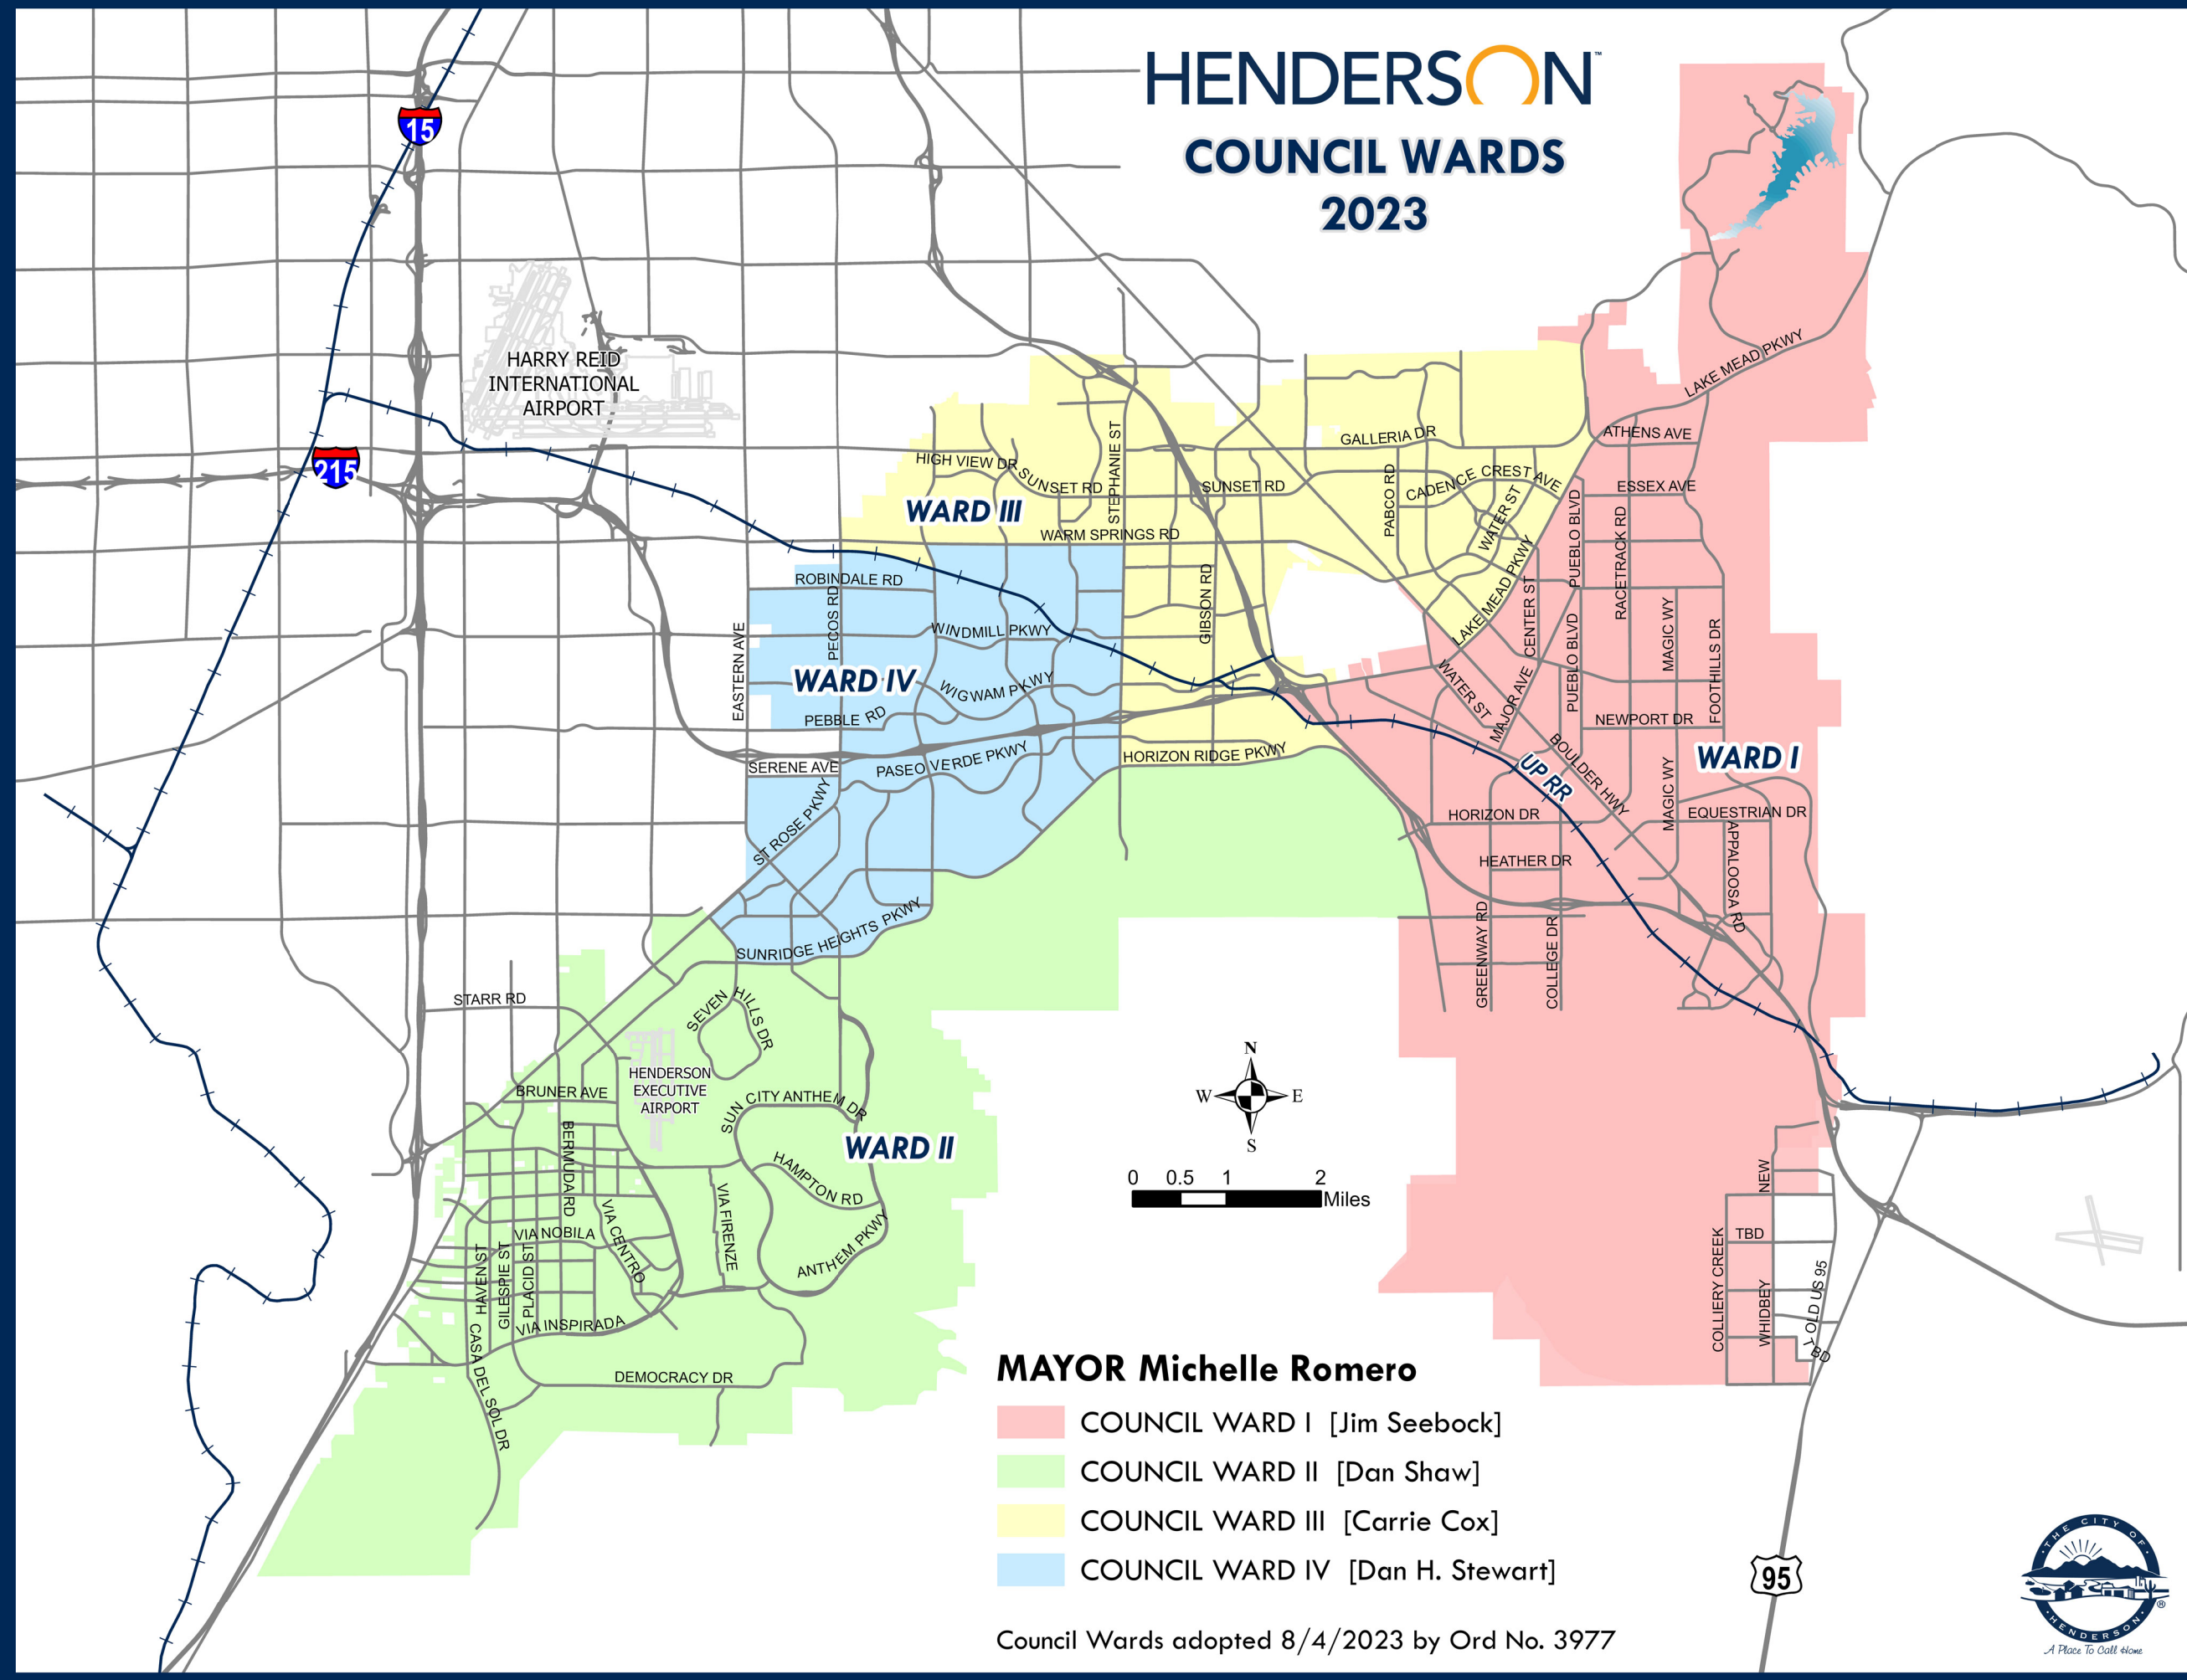 HENDERSON™
COUNCIL WARDS
2023
15
215
HARRY REID
INTERNATIONAL
AIRPORT
LAKE MEAD PKWY
ATHENS AVE
GALLERIA DR
HIGH VIEW DR
SUNSET RD
STEPHANIE ST
SUNSET RD
PABCO RD
CADENCE CREST AVE
ESSEX AVE
WARD III
WATER ST
PUEBLO BLVD
RACETRACK RD
WARM SPRINGS RD
ROBINDALE RD
PECOS RD
GIBSON RD
LAKE MEAD PKWY
CENTER ST
MAGIC WY
FOOTHILLS DR
EASTERN AVE
WINDMILL PKWY
WARD IV
WIGWAM PKWY
WATER ST
MAJOR AVE
PUEBLO BLVD
PEBBLE RD
NEWPORT DR
SERENE AVE
PASEO VERDE PKWY
HORIZON RIDGE PKWY
BOULDER HWY
WARD I
UP RR
MAGIC WY
ST ROSE PKWY
HORIZON DR
EQUESTRIAN DR
HEATHER DR
APPALOOSA RD
SUNRIDGE HEIGHTS PKWY
GREENWAY RD
COLLEGE DR
STARR RD
SEVEN HILLS DR
HENDERSON
EXECUTIVE
AIRPORT
BRUNER AVE
SUN CITY ANTHEM DR
WARD II
BERMUDA RD
HAMPTON RD
VIA FIRENZE
VIA CENTRO
VIA NOBILA
ANTHEM PKWY
HAVEN ST
GILESPIE ST
PLACID ST
VIA INSPIRADA
CASA DEL SOL DR
DEMOCRACY DR
N
W E
S
0 0.5 1 2
Miles
NEW
TBD
COLLIERY CREEK
WHIDBEY
OLD US 95
TBD
MAYOR Michelle Romero
COUNCIL WARD I [Jim Seebock]
COUNCIL WARD II [Dan Shaw]
COUNCIL WARD III [Carrie Cox]
COUNCIL WARD IV [Dan H. Stewart]
Council Wards adopted 8/4/2023 by Ord No. 3977
95
THE CITY OF
HENDERSON
®
A Place To Call Home